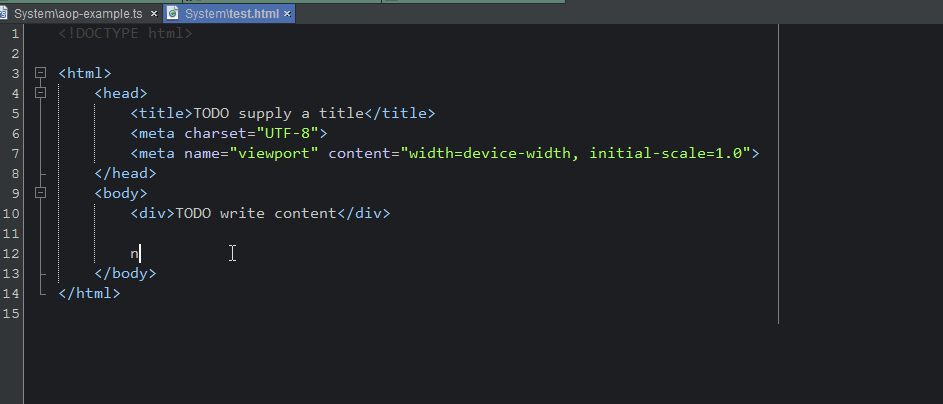 System\aop-example.ts × System\test.html ×
1 <!DOCTYPE html>
2
3 <html>
4 <head>
5 <title>TODO supply a title</title>
6 <meta charset="UTF-8">
7 <meta name="viewport" content="width=device-width, initial-scale=1.0">
8 </head>
9 <body>
10 <div>TODO write content</div>
11
12 n
13 </body>
14 </html>
15